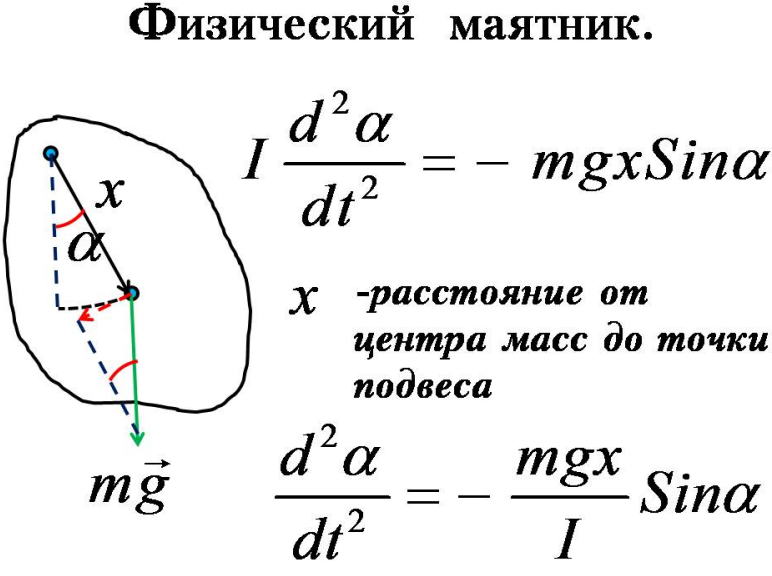 Физический маятник.
I d²α/dt² = - mgxSinα
x
α
x -расстояние от
центра масс до точки
подвеса
mg⃗
d²α/dt² = - mgx/I Sinα